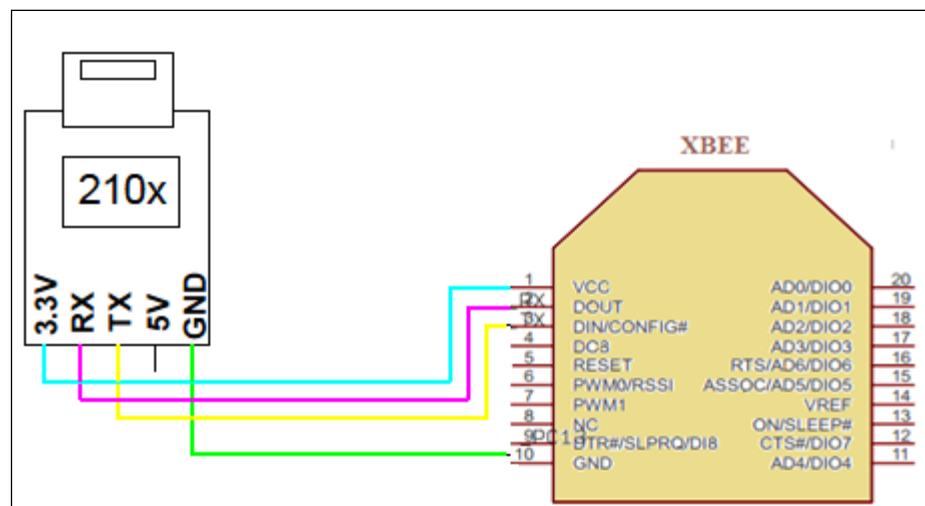 210x
3.3V
RX
TX
5V
GND
XBEE
1 VCC AD0/DIO0 20
2 RX DOUT AD1/DIO1 19
3 TX DIN/CONFIG# AD2/DIO2 18
4 DC8 AD3/DIO3 17
5 RESET RTS/AD6/DIO6 16
6 PWM0/RSSI ASSOC/AD5/DIO5 15
7 PWM1 VREF 14
8 NC ON/SLEEP# 13
9 PC13 DTR#/SLPRQ/DI8 CTS#/DIO7 12
10 GND AD4/DIO4 11